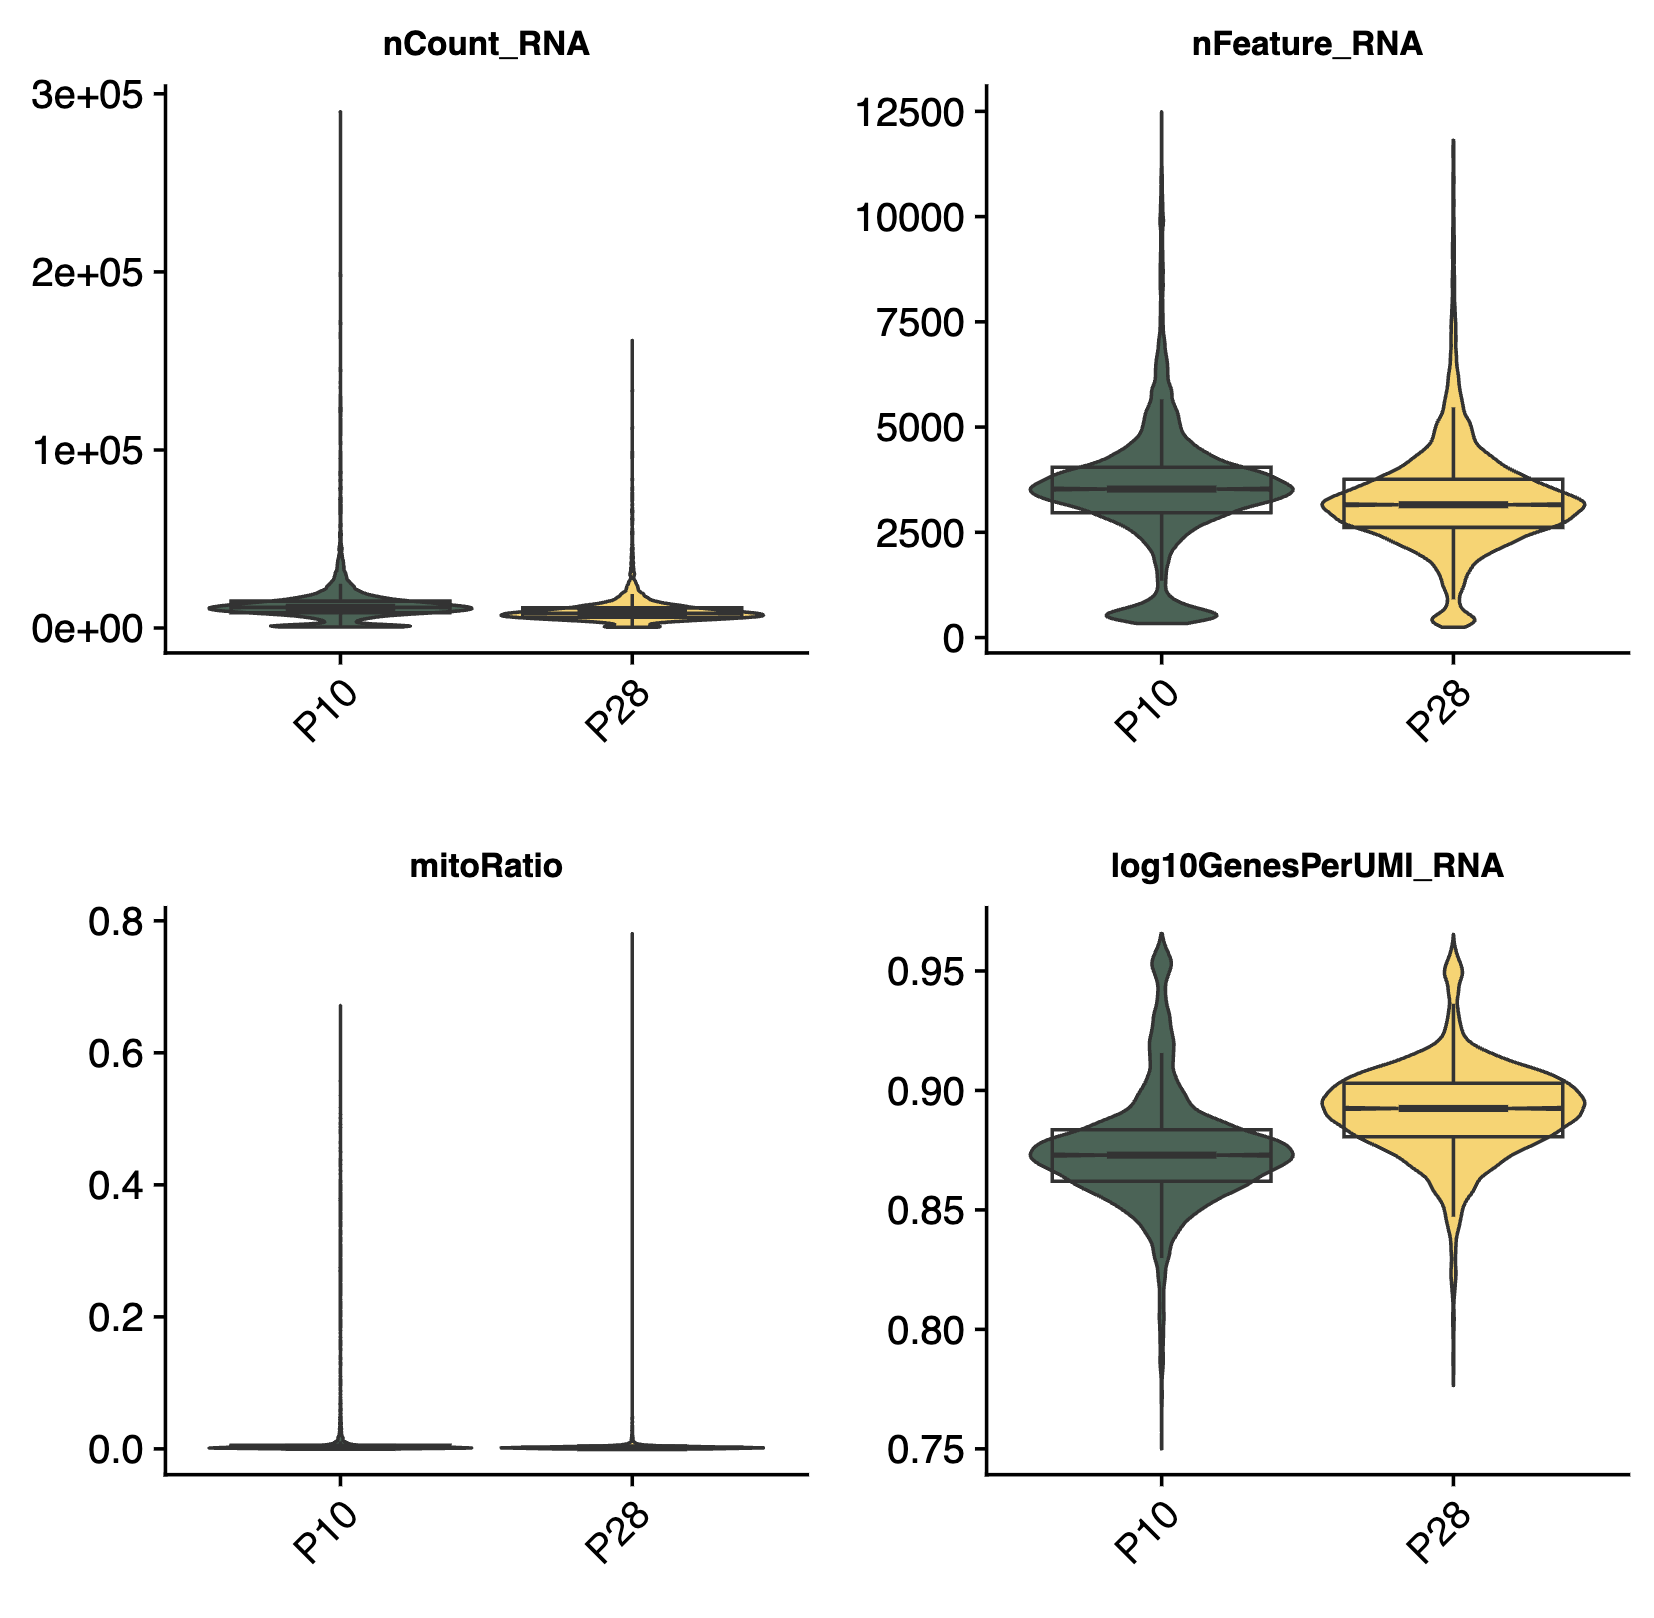 nCount_RNA
3e+05
2e+05
1e+05
0e+00
P10
P28
nFeature_RNA
12500
10000
7500
5000
2500
0
P10
P28
mitoRatio
0.8
0.6
0.4
0.2
0.0
P10
P28
log10GenesPerUMI_RNA
0.95
0.90
0.85
0.80
0.75
P10
P28